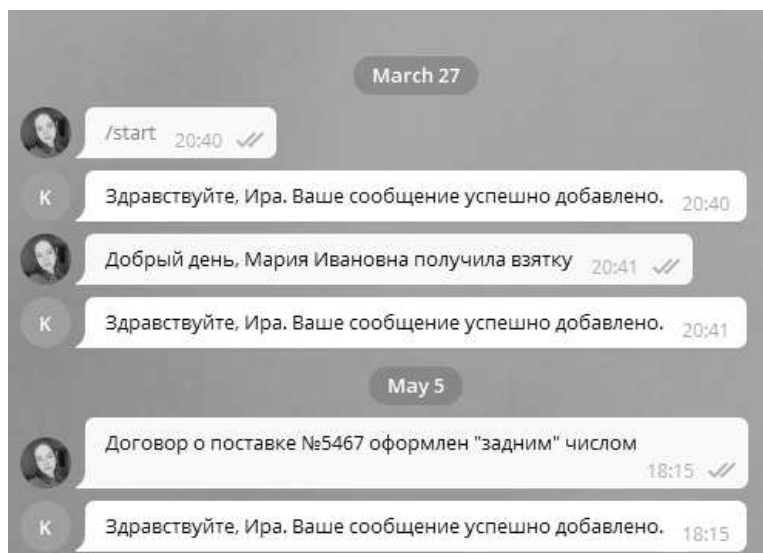 March 27
/start 20:40
K
Здравствуйте, Ира. Ваше сообщение успешно добавлено. 20:40
Добрый день, Мария Ивановна получила взятку 20:41
K
Здравствуйте, Ира. Ваше сообщение успешно добавлено. 20:41
May 5
Договор о поставке №5467 оформлен "задним" числом
18:15
K
Здравствуйте, Ира. Ваше сообщение успешно добавлено. 18:15